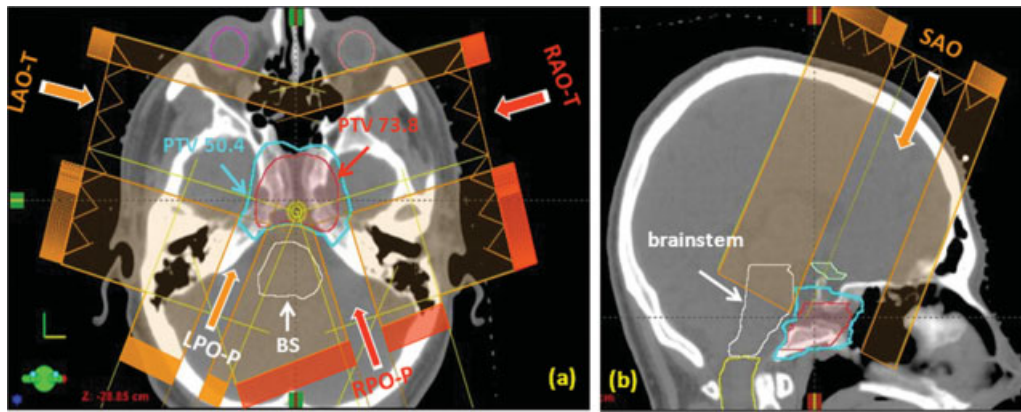 LAO-T
RAO-T
PTV 50.4
PTV 73.8
LPO-P
BS
RPO-P
Z: -28.85 cm
(a)
SAO
brainstem
(b)